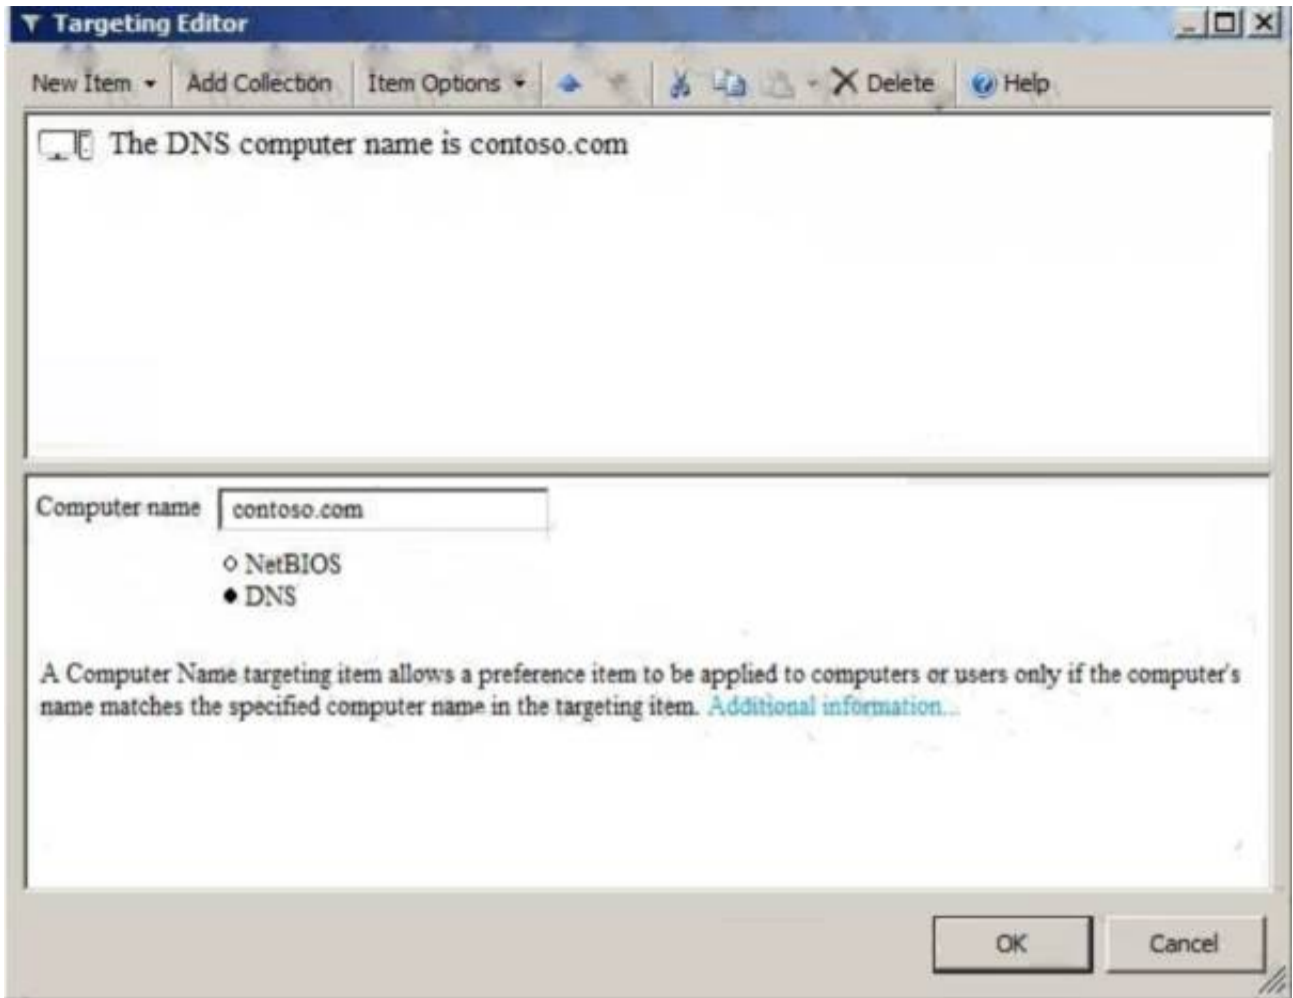 Targeting Editor
New Item Add Collection Item Options Delete Help
The DNS computer name is contoso.com
Computer name contoso.com
NetBIOS
DNS
A Computer Name targeting item allows a preference item to be applied to computers or users only if the computer's
name matches the specified computer name in the targeting item. Additional information...
OK Cancel